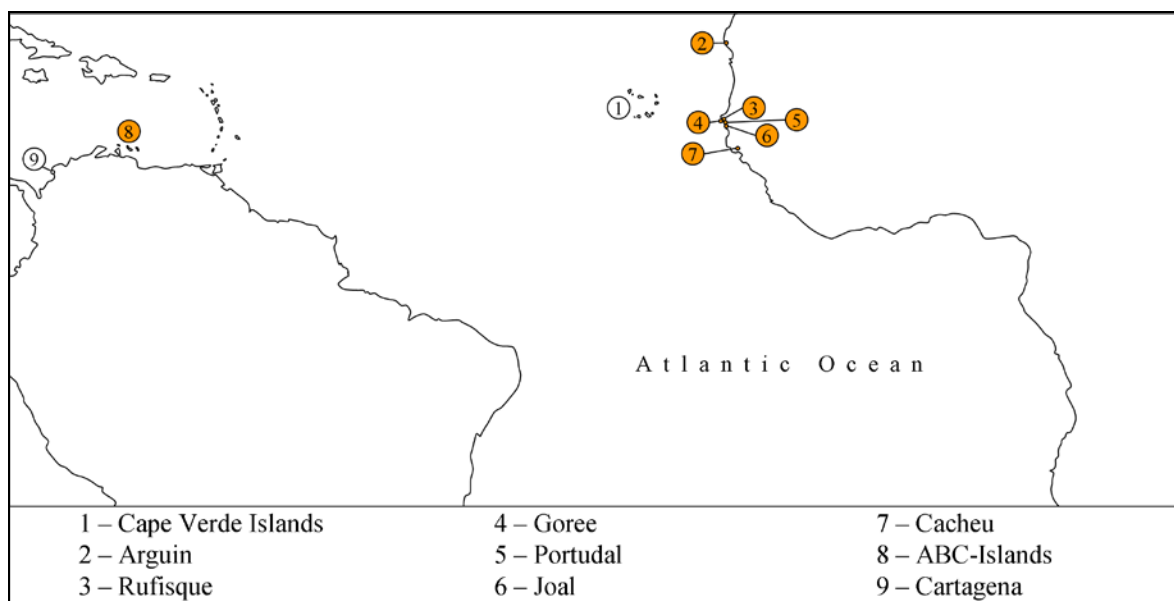 2
1
3
4
5
8
6
7
9
Atlantic Ocean
1 – Cape Verde Islands
4 – Goree
7 – Cacheu
2 – Arguin
5 – Portudal
8 – ABC-Islands
3 – Rufisque
6 – Joal
9 – Cartagena